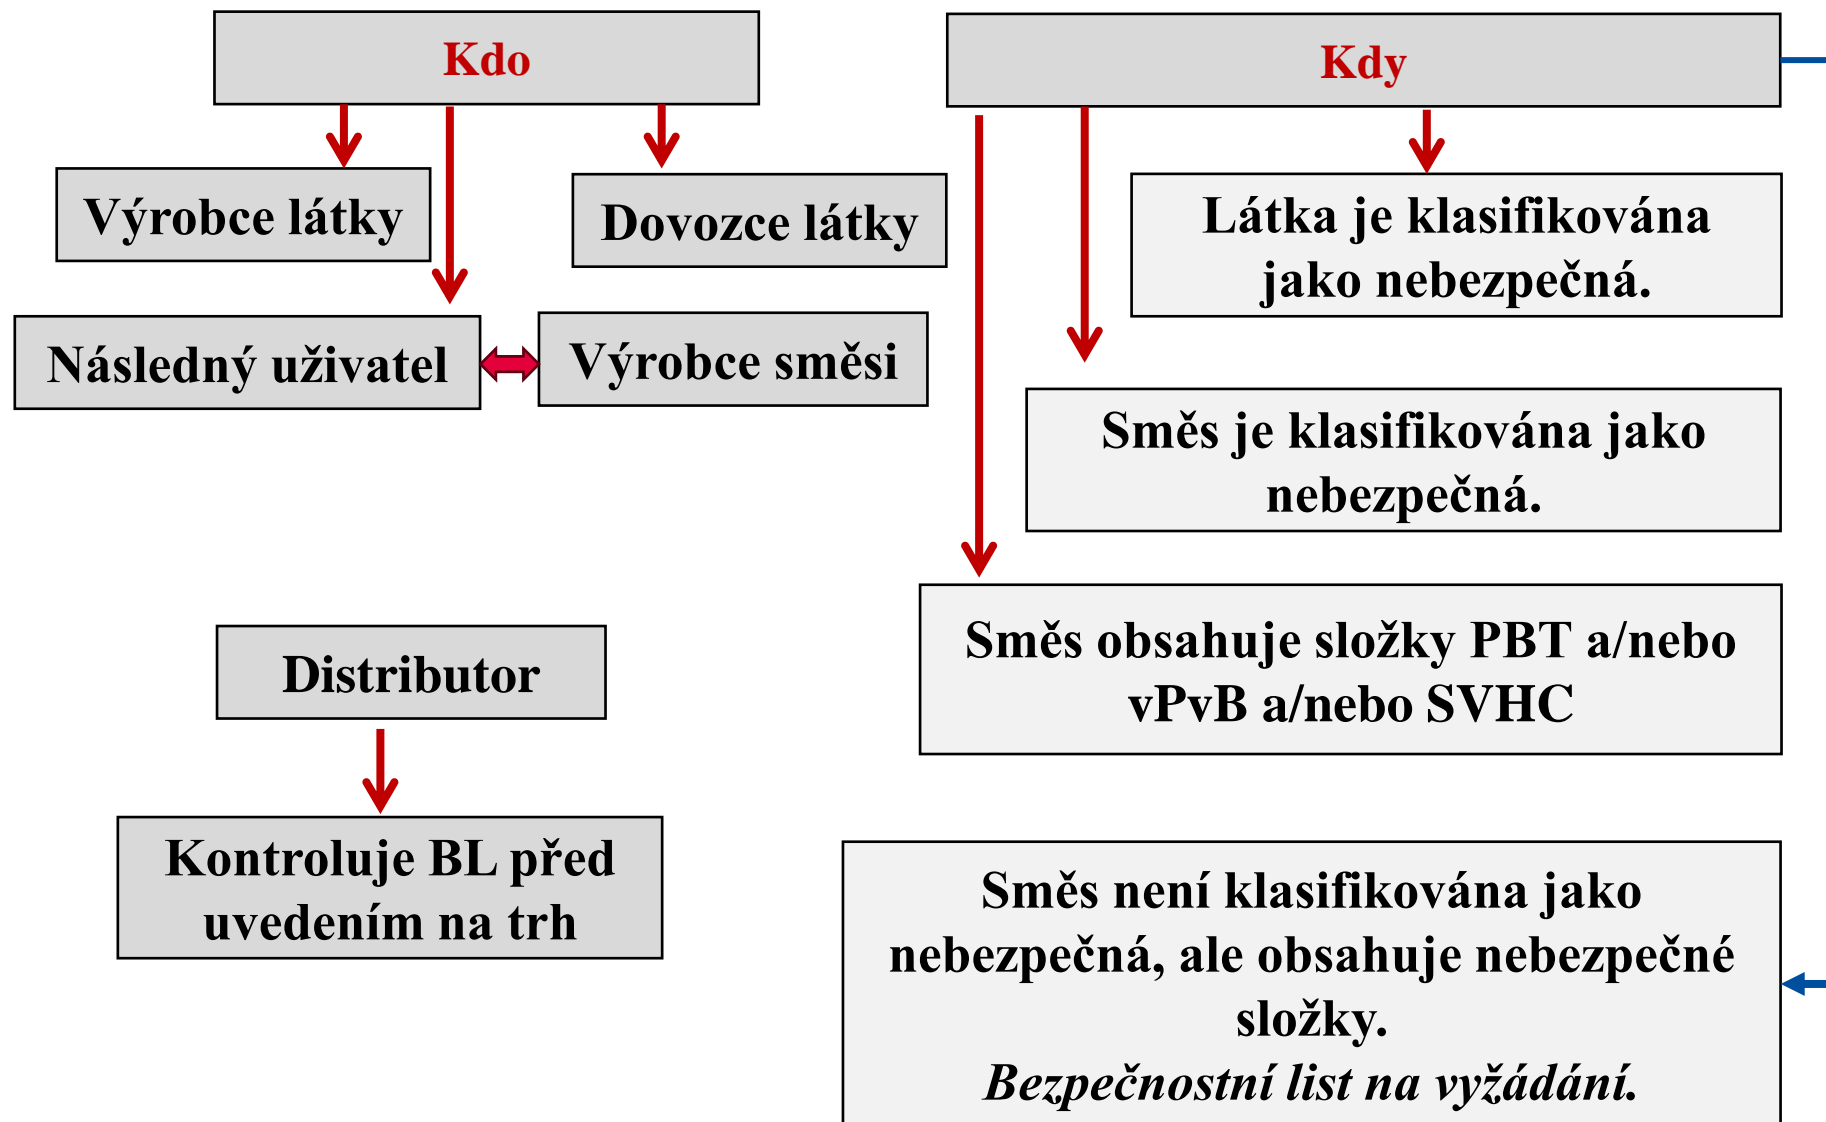 Kdo
Výrobce látky
Dovozce látky
Následný uživatel
Výrobce směsi
Distributor
Kontroluje BL před
uvedením na trh
Kdy
Látka je klasifikována
jako nebezpečná.
Směs je klasifikována jako
nebezpečná.
Směs obsahuje složky PBT a/nebo
vPvB a/nebo SVHC
Směs není klasifikována jako
nebezpečná, ale obsahuje nebezpečné
složky.
Bezpečnostní list na vyžádání.